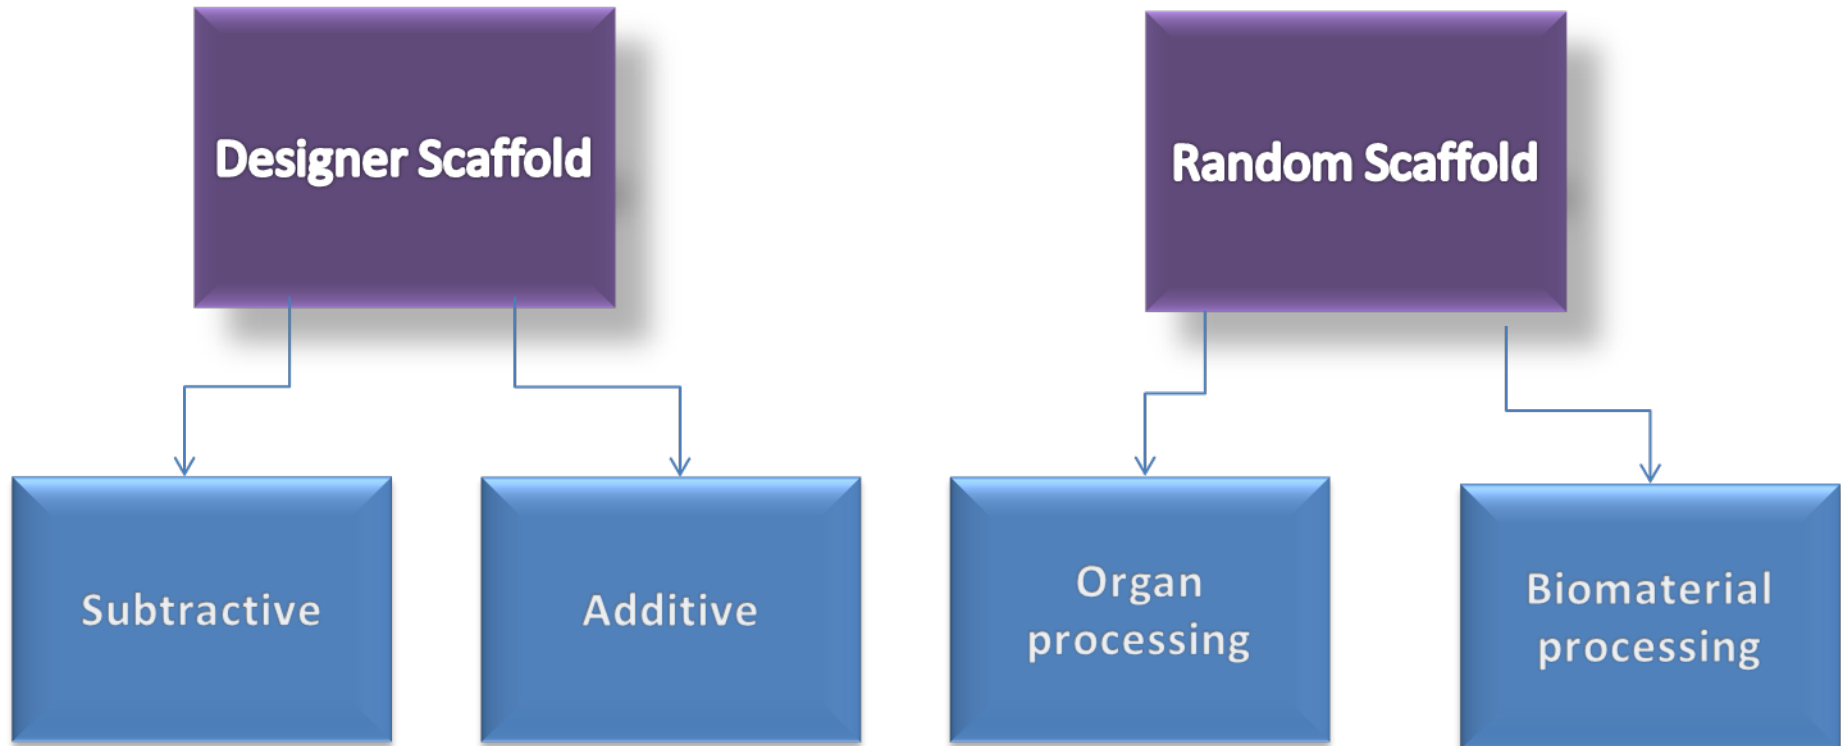 Designer Scaffold
Random Scaffold
Subtractive
Additive
Organ
processing
Biomaterial
processing